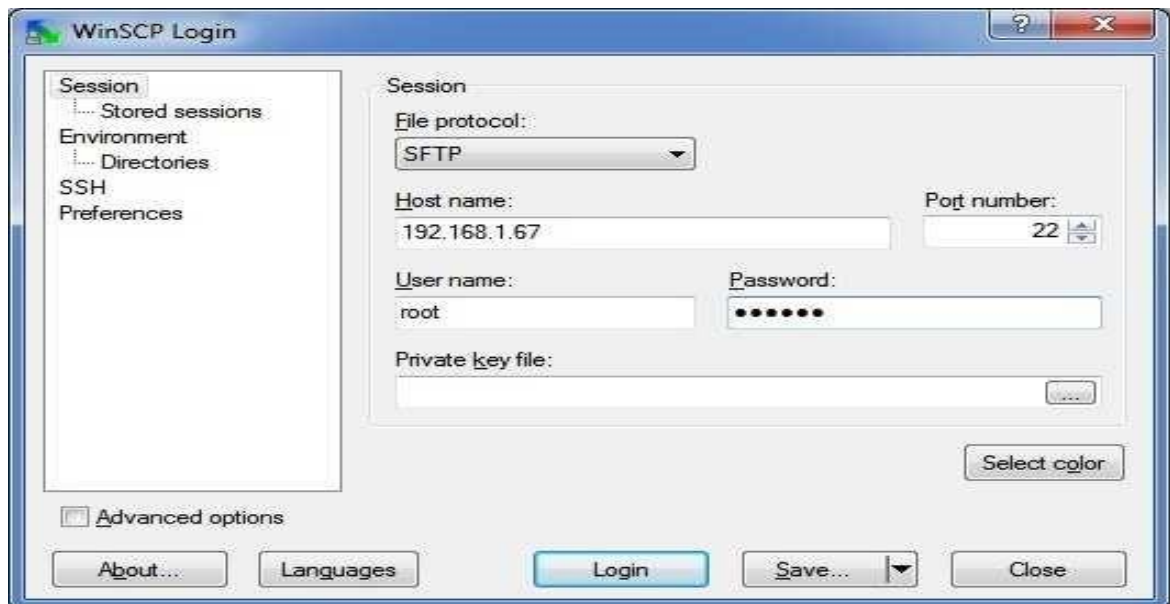 WinSCP Login
Session
Stored sessions
Environment
Directories
SSH
Preferences
Session
File protocol:
SFTP
Host name:
Port number:
192.168.1.67
22
User name:
Password:
root
●●●●●●
Private key file:
...
Select color
Advanced options
About...
Languages
Login
Save...
Close